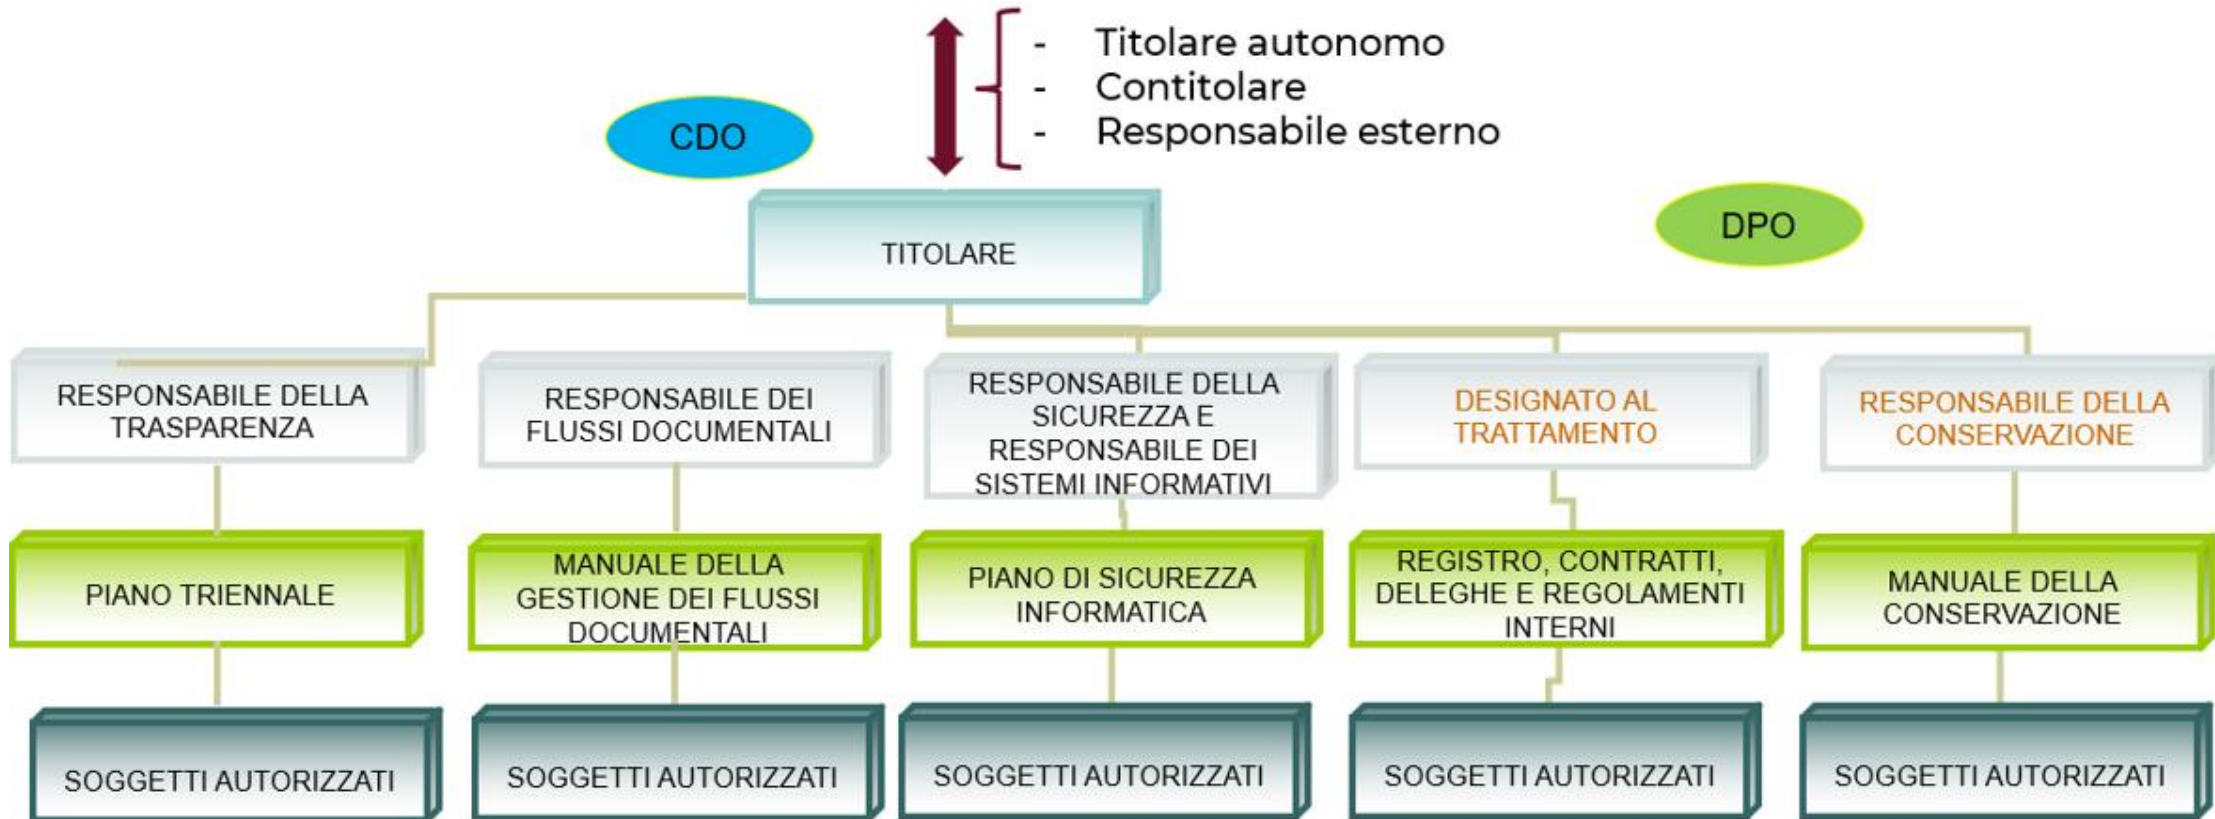 - Titolare autonomo
- Contitolare
- Responsabile esterno
CDO
DPO
TITOLARE
RESPONSABILE DELLA
TRASPARENZA
RESPONSABILE DEI
FLUSSI DOCUMENTALI
RESPONSABILE DELLA
SICUREZZA E
RESPONSABILE DEI
SISTEMI INFORMATIVI
DESIGNATO AL
TRATTAMENTO
RESPONSABILE DELLA
CONSERVAZIONE
PIANO TRIENNALE
MANUALE DELLA
GESTIONE DEI FLUSSI
DOCUMENTALI
PIANO DI SICUREZZA
INFORMATICA
REGISTRO, CONTRATTI,
DELEGHE E REGOLAMENTI
INTERNI
MANUALE DELLA
CONSERVAZIONE
SOGGETTI AUTORIZZATI
SOGGETTI AUTORIZZATI
SOGGETTI AUTORIZZATI
SOGGETTI AUTORIZZATI
SOGGETTI AUTORIZZATI